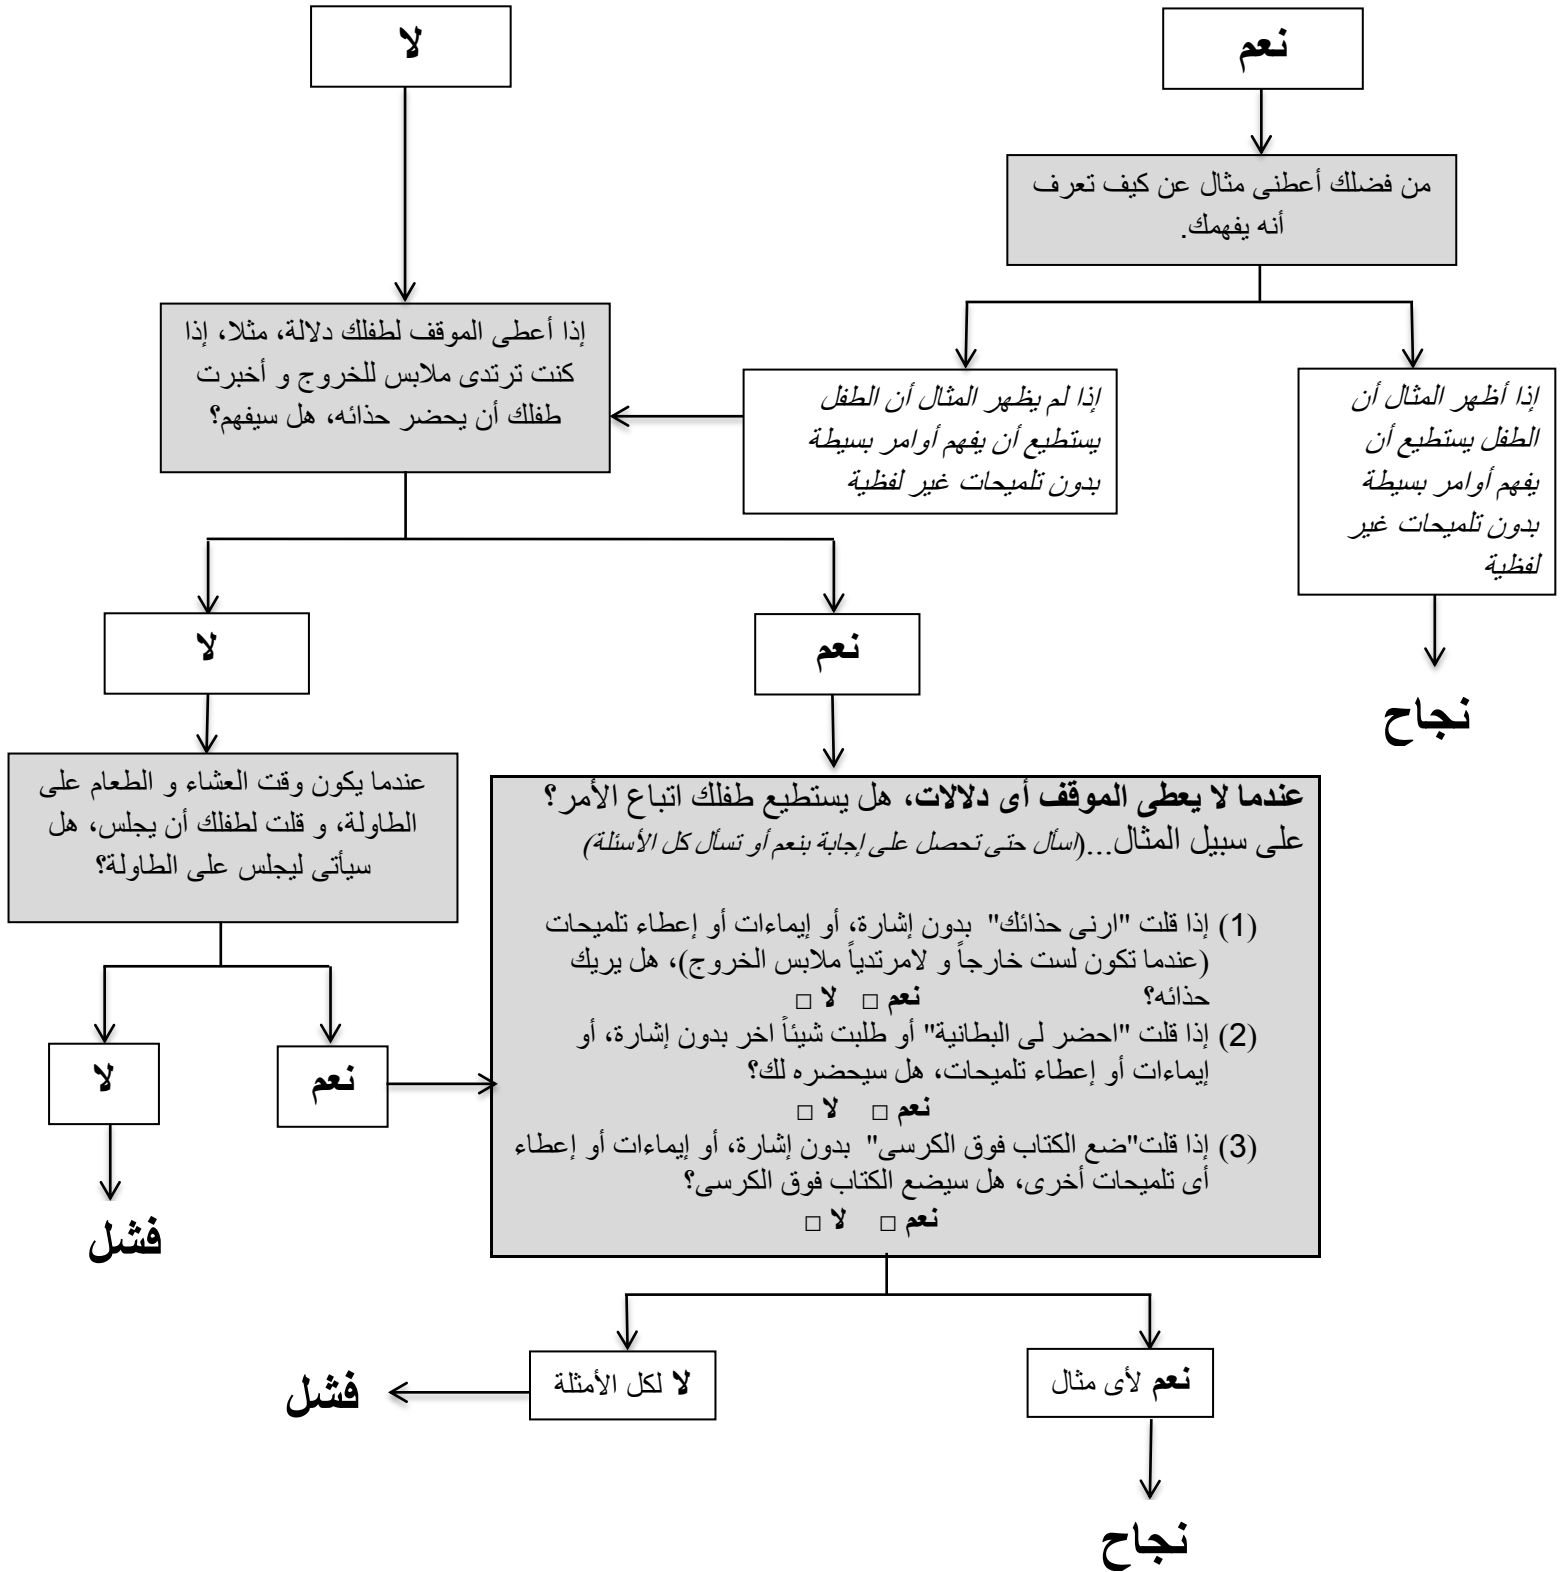 نعم
لا
من فضلك أعطنى مثال عن كيف تعرف
أنه يفهمك.
إذا أعطى الموقف لطفلك دلالة، مثلا، إذا
كنت ترتدى ملابس للخروج و أخبرت
طفلك أن يحضر حذائه، هل سيفهم؟
إذا أظهر المثال أن
الطفل يستطيع أن
يفهم أوامر بسيطة
بدون تلميحات غير
لفظية
إذا لم يظهر المثال أن الطفل
يستطيع أن يفهم أوامر بسيطة
بدون تلميحات غير لفظية
نعم
لا
نجاح
عندما يكون وقت العشاء و الطعام على
الطاولة، و قلت لطفلك أن يجلس، هل
سيأتى ليجلس على الطاولة؟
عندما لا يعطى الموقف أى دلالات، هل يستطيع طفلك اتباع الأمر؟
على سبيل المثال...(اسأل حتى تحصل على إجابة بنعم أو تسأل كل الأسئلة)
(1) إذا قلت "ارنى حذائك" بدون إشارة، أو إيماءات أو إعطاء تلميحات
(عندما تكون لست خارجاً و لامرتدياً ملابس الخروج)، هل يريك
حذائه؟ نعم □ لا □
(2) إذا قلت "احضر لى البطانية" أو طلبت شيئاً اخر بدون إشارة، أو
إيماءات أو إعطاء تلميحات، هل سيحضره لك؟
نعم □ لا □
(3) إذا قلت"ضع الكتاب فوق الكرسى" بدون إشارة، أو إيماءات أو إعطاء
أى تلميحات أخرى، هل سيضع الكتاب فوق الكرسى؟
نعم □ لا □
نعم
لا
فشل
نعم لأى مثال
لا لكل الأمثلة
فشل
نجاح